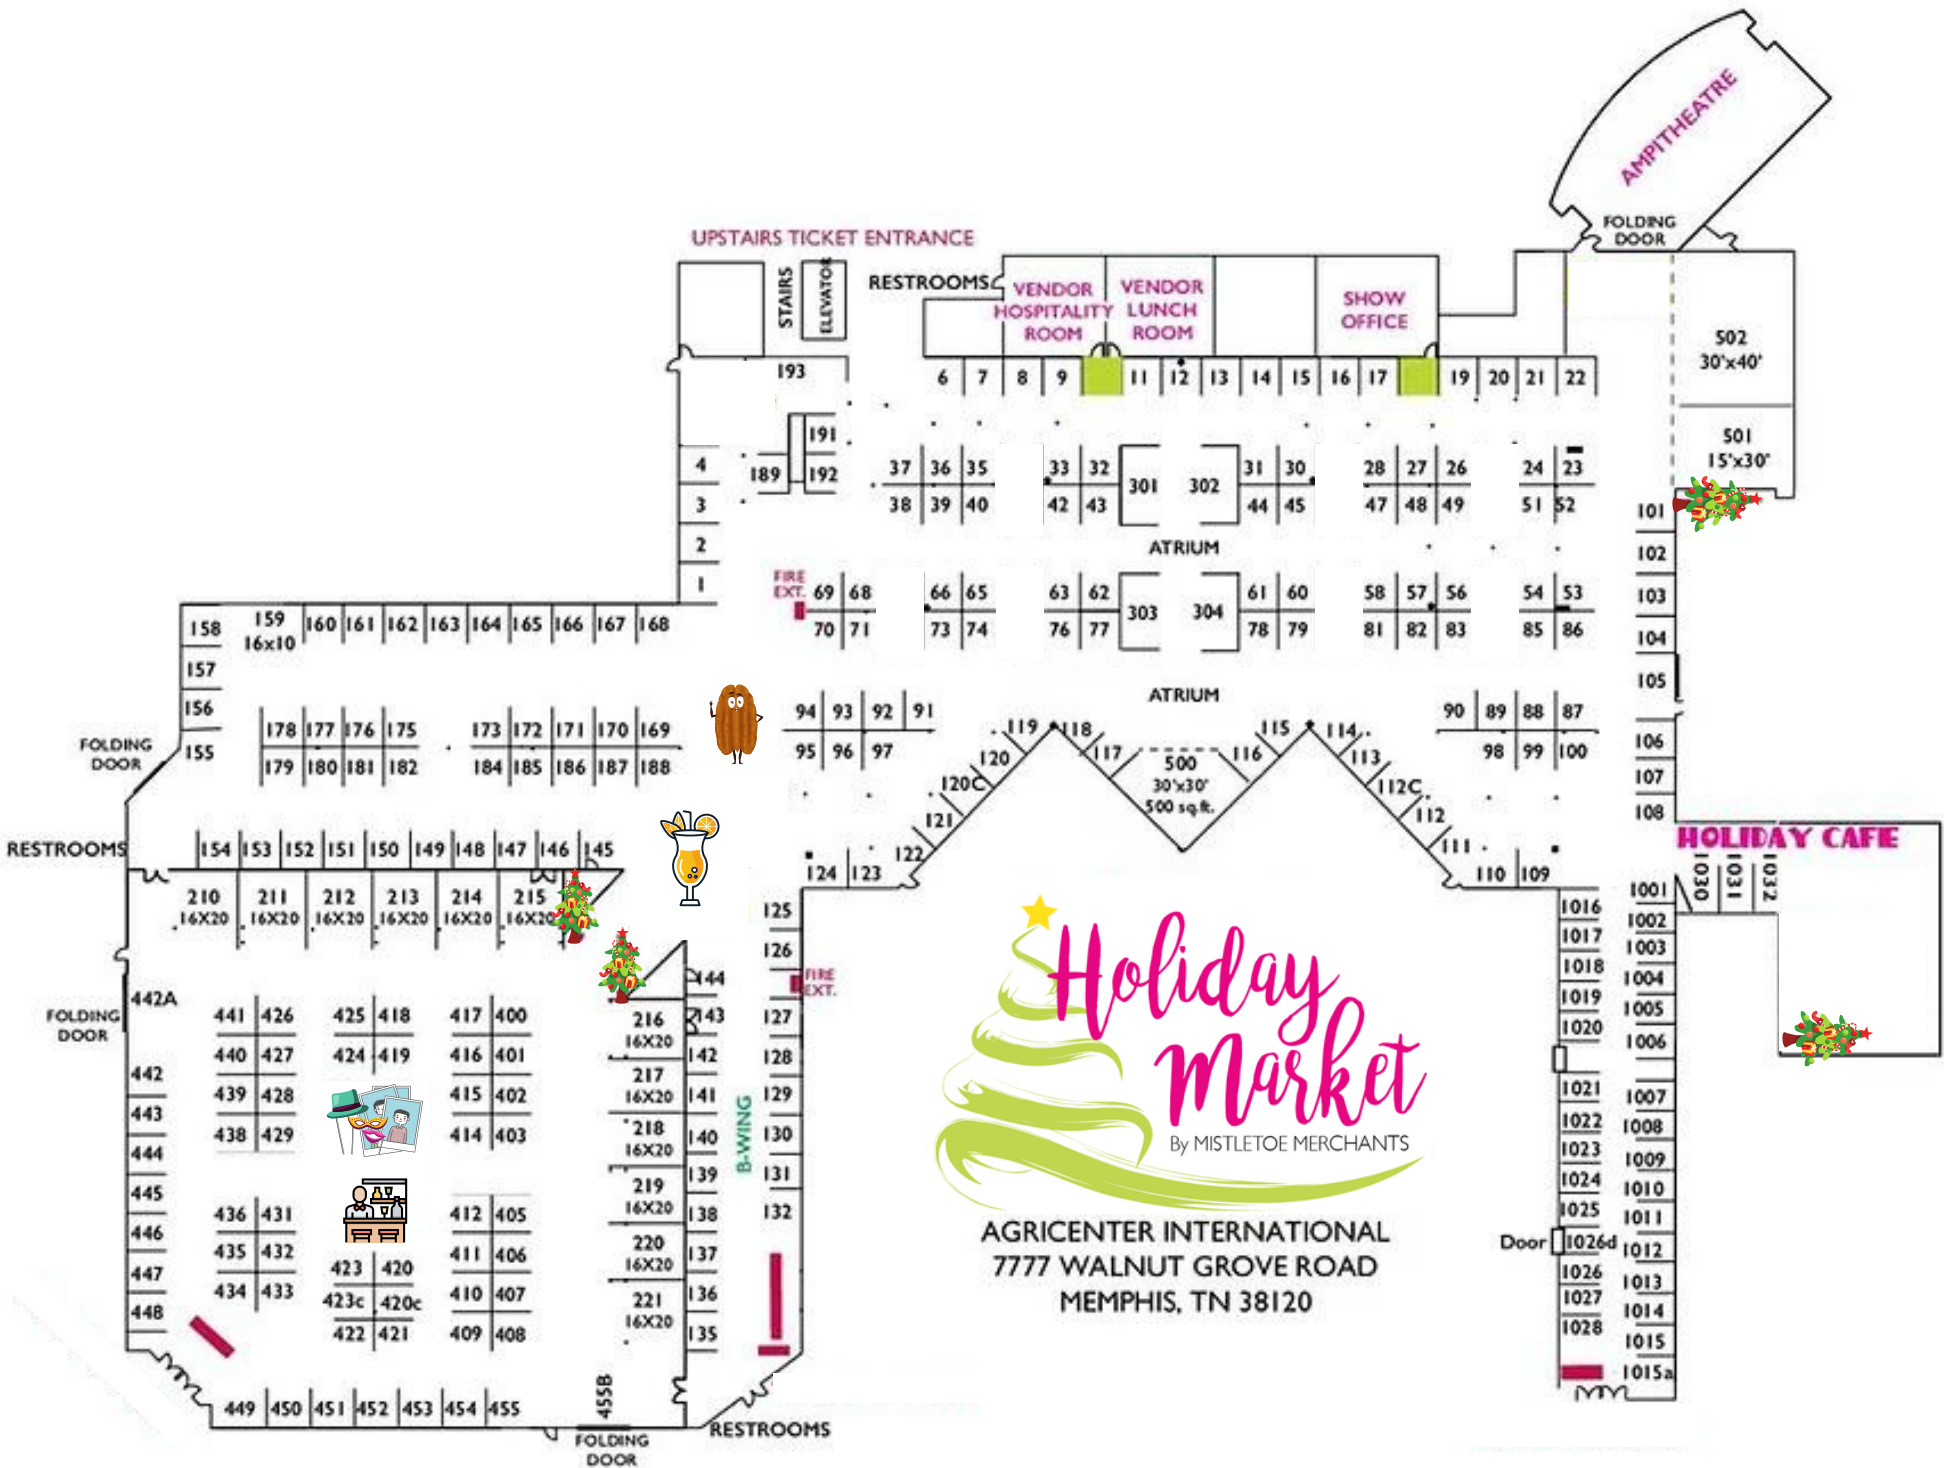 AMPITHEATRE
FOLDING
DOOR
UPSTAIRS TICKET ENTRANCE
STAIRS
ELEVATOR
RESTROOMS
VENDOR
HOSPITALITY
ROOM
VENDOR
LUNCH
ROOM
SHOW
OFFICE
502
30'x40'
501
15'x30'
193
6 7 8 9 11 12 13 14 15 16 17 19 20 21 22
191
189 192
4
3
2
1
37 36 35 33 32 301 302 31 30 28 27 26 24 23
38 39 40 42 43 44 45 47 48 49 51 52
ATRIUM
FIRE
EXT.
69 68 66 65 63 62 303 304 61 60 58 57 56 54 53
70 71 73 74 76 77 78 79 81 82 83 85 86
101
102
103
104
105
106
107
108
158
157
156
155
159
16x10
160 161 162 163 164 165 166 167 168
178 177 176 175 173 172 171 170 169
179 180 181 182 184 185 186 187 188
FOLDING
DOOR
ATRIUM
94 93 92 91
95 96 97
119 118
120 117
120C
121
122
124 123
115 114
116 113
112C
112
111
110 109
500
30'x30'
500 sq.ft.
90 89 88 87
98 99 100
RESTROOMS
154 153 152 151 150 149 148 147 146 145
210
16X20
211
16X20
212
16X20
213
16X20
214
16X20
215
16X20
HOLIDAY CAFE
1030
1031
1032
125
126
FIRE
EXT.
127
128
129
130
131
132
B-WING
144
143
142
141
140
139
138
137
136
135
216
16X20
217
16X20
218
16X20
219
16X20
220
16X20
221
16X20
442A
FOLDING
DOOR
442
443
444
445
446
447
448
441 426 425 418 417 400
440 427 424 419 416 401
439 428 415 402
438 429 414 403
436 431 412 405
435 432 411 406
434 433 410 407
409 408
423 420
423c 420c
422 421
449 450 451 452 453 454 455
455B
FOLDING
DOOR
RESTROOMS
Holiday
Market
By MISTLETOE MERCHANTS
AGRICENTER INTERNATIONAL
7777 WALNUT GROVE ROAD
MEMPHIS, TN 38120
1016
1017
1018
1019
1020
1021
1022
1023
1024
1025
Door
1026d
1026
1027
1028
1001
1002
1003
1004
1005
1006
1007
1008
1009
1010
1011
1012
1013
1014
1015
1015a